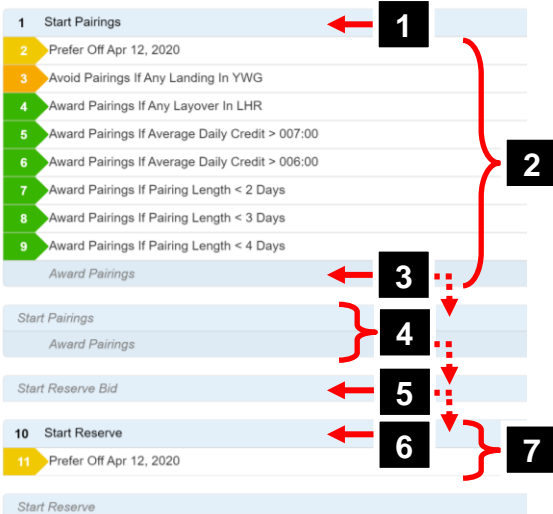 1 Start Pairings 1
2 Prefer Off Apr 12, 2020
3 Avoid Pairings If Any Landing In YWG
4 Award Pairings If Any Layover In LHR
5 Award Pairings If Average Daily Credit > 007:00
6 Award Pairings If Average Daily Credit > 006:00
2
7 Award Pairings If Pairing Length < 2 Days
8 Award Pairings If Pairing Length < 3 Days
9 Award Pairings If Pairing Length < 4 Days
Award Pairings 3
Start Pairings
4
Award Pairings
Start Reserve Bid 5
10 Start Reserve 6
7
11 Prefer Off Apr 12, 2020
Start Reserve